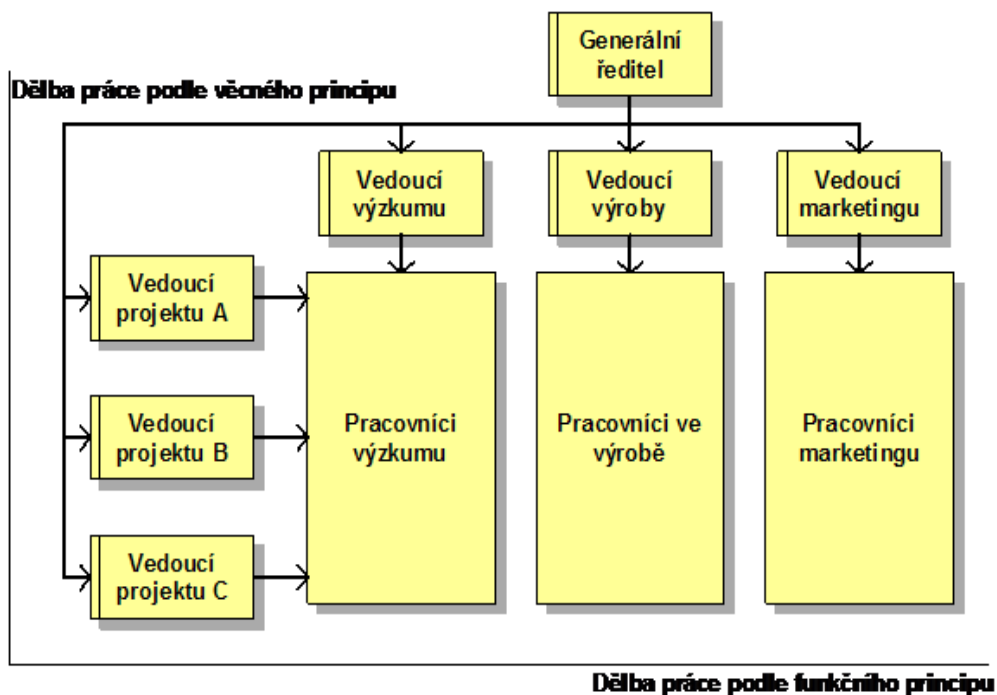 Generální
ředitel
Dělba práce podle věcného principu
Vedoucí
výzkumu
Vedoucí
výroby
Vedoucí
marketingu
Vedoucí
projektu A
Vedoucí
projektu B
Vedoucí
projektu C
Pracovníci
výzkumu
Pracovníci ve
výrobě
Pracovníci
marketingu
Dělba práce podle funkčního principu